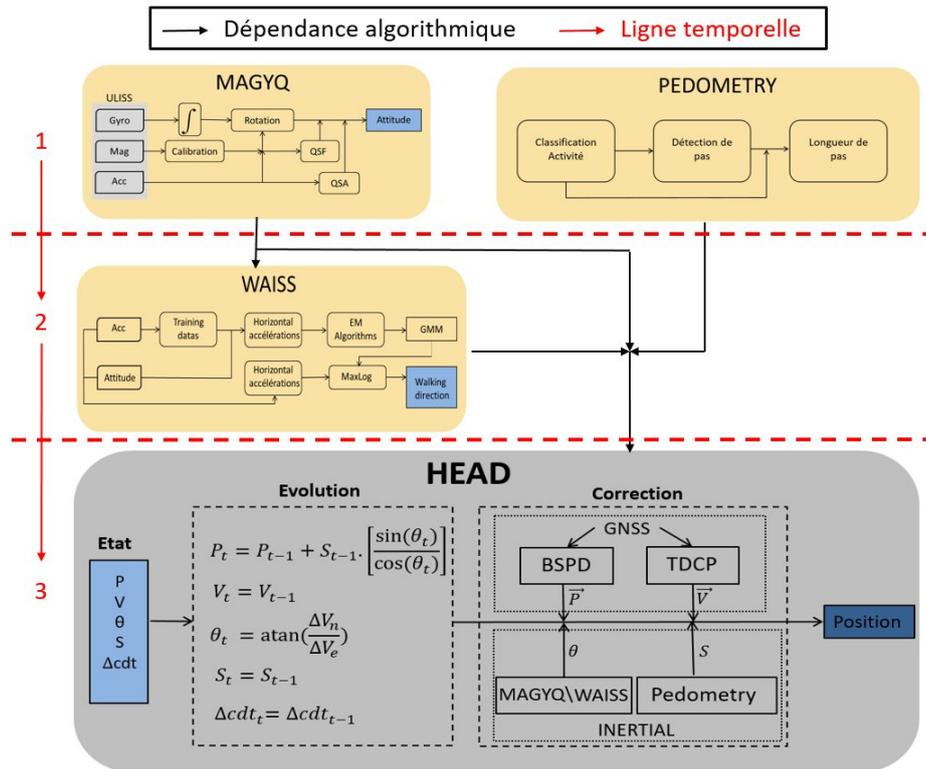 Dépendance algorithmique
Ligne temporelle
1
MAGYQ
ULISS
Gyro
∫
Rotation
Attitude
Mag
Calibration
QSF
Acc
QSA
PEDOMETRY
Classification
Activité
Détection de
pas
Longueur de
pas
2
WAISS
Acc
Training
datas
Horizontal
accélérations
EM
Algorithms
GMM
Attitude
Horizontal
accélérations
MaxLog
Walking
direction
3
HEAD
Etat
P
V
θ
S
Δcdt
Evolution
P_t = P_{t-1} + S_{t-1}. [sin(θ_t)/cos(θ_t)]
V_t = V_{t-1}
θ_t = atan(ΔV_n/ΔV_e)
S_t = S_{t-1}
Δcdt_t = Δcdt_{t-1}
Correction
GNSS
BSPD
TDCP
P⃗
V⃗
θ
S
MAGYQ\WAISS
Pedometry
INERTIAL
Position